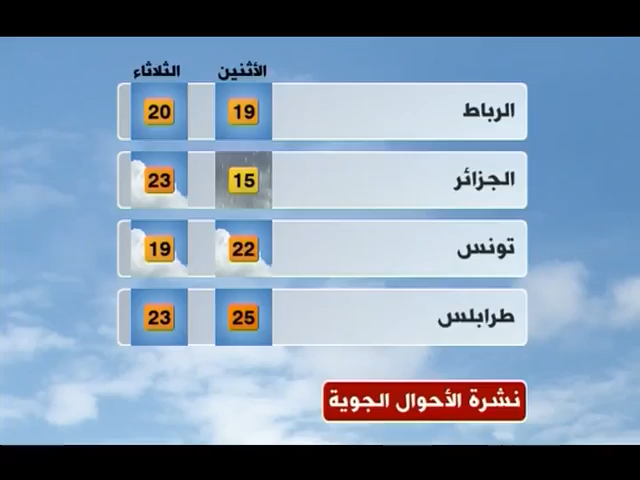 الأثنين الثلاثاء
الرباط 19 20
الجزائر 15 23
تونس 22 19
طرابلس 25 23
نشرة الأحوال الجوية